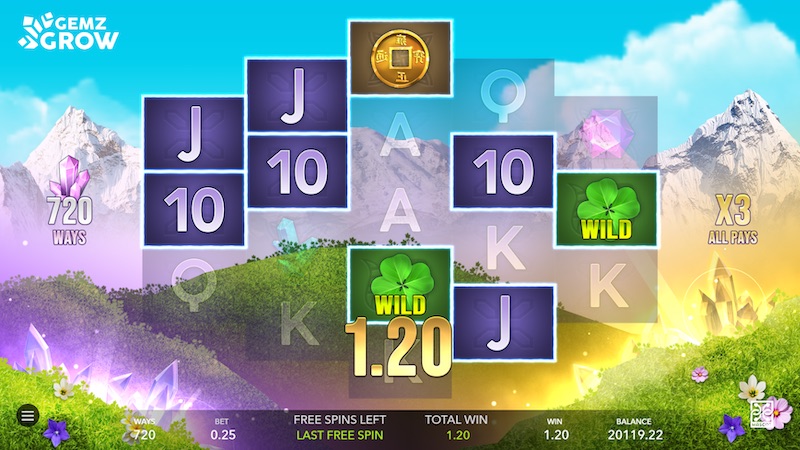 GEMZ
GROW
J
J
Q
A
10
10
10
720
WAYS
A
WILD
X3
ALL PAYS
Q
K
WILD
K
K
J
1.20
K
WAYS
BET
FREE SPINS LEFT
TOTAL WIN
WIN
BALANCE
720
0.25
LAST FREE SPIN
1.20
1.20
20119.22